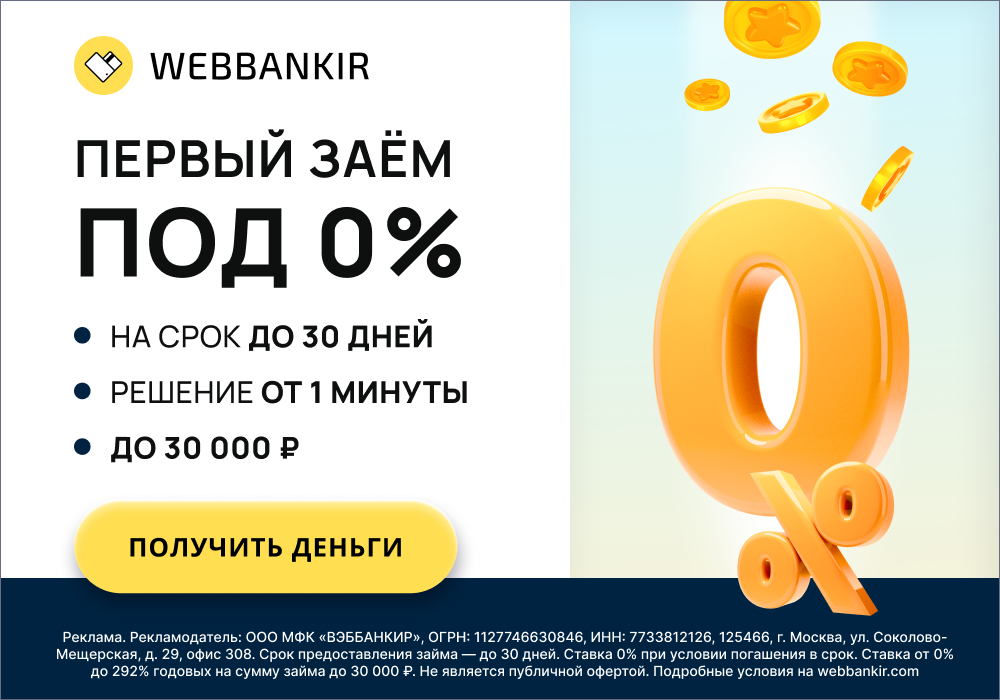 WEBBANKIR
ПЕРВЫЙ ЗАЁМ
ПОД 0%
НА СРОК ДО 30 ДНЕЙ
РЕШЕНИЕ ОТ 1 МИНУТЫ
ДО 30 000 ₽
ПОЛУЧИТЬ ДЕНЬГИ
0
%
Реклама. Рекламодатель: ООО МФК «ВЭББАНКИР», ОГРН: 1127746630846, ИНН: 7733812126, 125466, г. Москва, ул. Соколово-
Мещерская, д. 29, офис 308. Срок предоставления займа — до 30 дней. Ставка 0% при условии погашения в срок. Ставка от 0%
до 292% годовых на сумму займа до 30 000 ₽. Не является публичной офертой. Подробные условия на webbankir.com